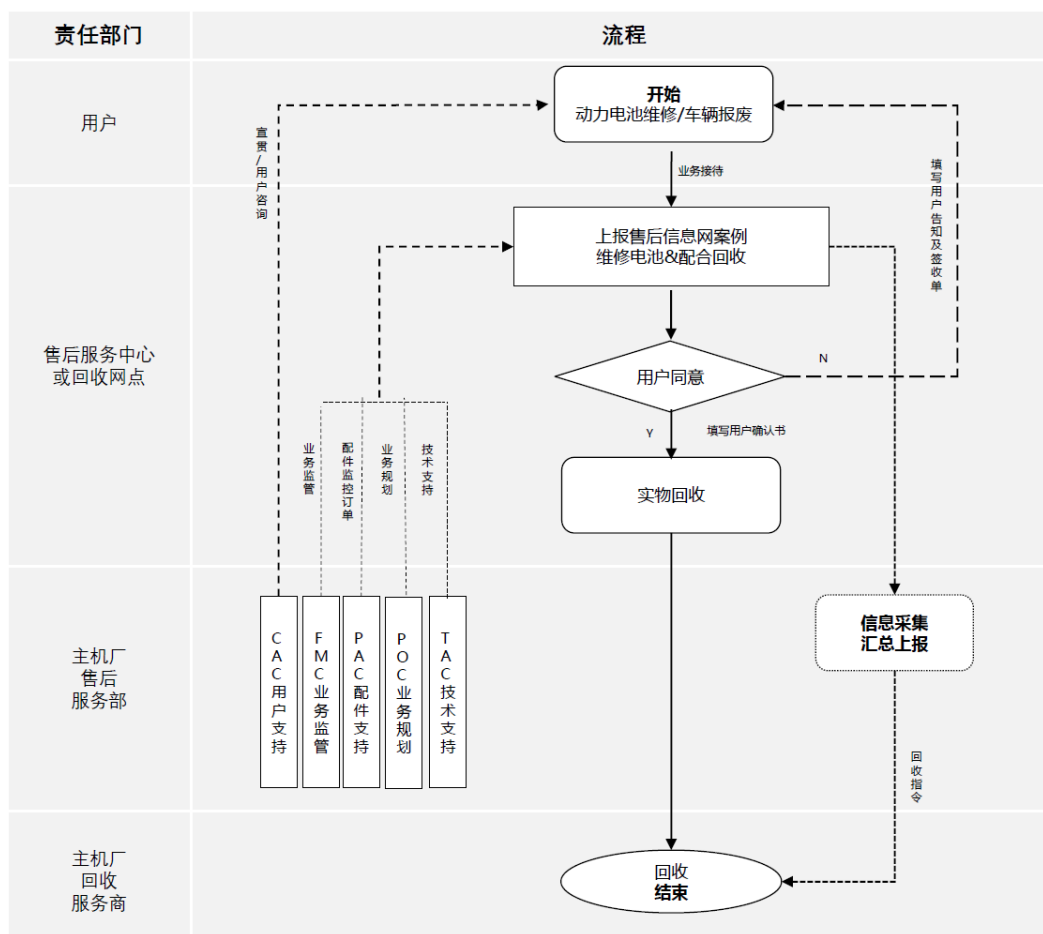 责任部门
流程
用户
开始
动力电池维修/车辆报废
宣贯/用户咨询
业务接待
填写用户告知及签收单
售后服务中心
或回收网点
上报售后信息网案例
维修电池&配合回收
用户同意
N
Y
填写用户确认书
业务监管
配件监控订单
业务规划
技术支持
实物回收
主机厂
售后
服务部
CAC用户支持
FMC业务监管
PAC配件支持
POC业务规划
TAC技术支持
信息采集
汇总上报
回收指令
主机厂
回收
服务商
回收
结束